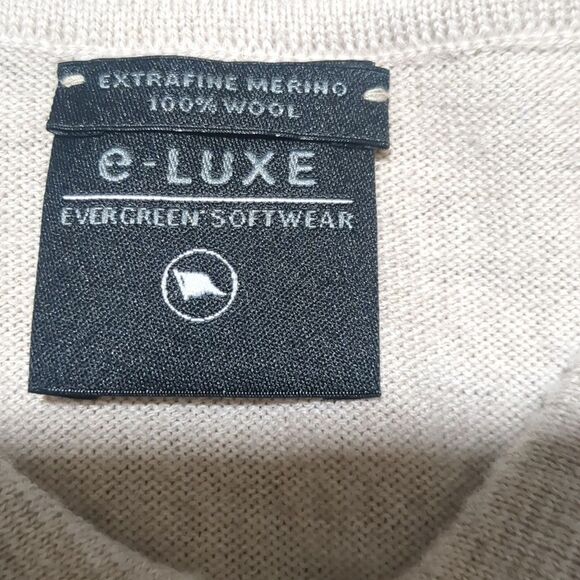 EXTRAFINE MERINO
100% WOOL
e-LUXE
EVERGREEN® SOFTWEAR